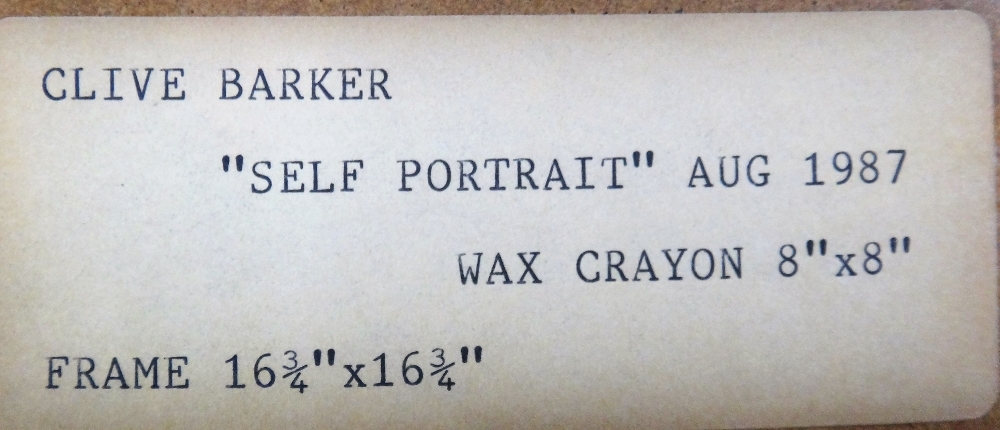 CLIVE BARKER
"SELF PORTRAIT" AUG 1987
WAX CRAYON 8"x8"
FRAME 16¾"x16¾"